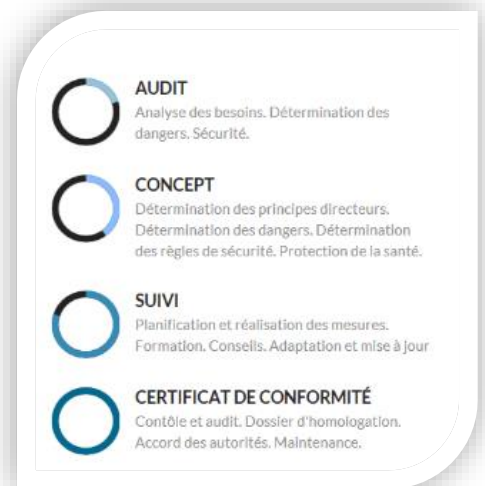 AUDIT
Analyse des besoins. Détermination des
dangers. Sécurité.
CONCEPT
Détermination des principes directeurs.
Détermination des dangers. Détermination
des règles de sécurité. Protection de la santé.
SUIVI
Planification et réalisation des mesures.
Formation. Conseils. Adaptation et mise à jour
CERTIFICAT DE CONFORMITÉ
Contôle et audit. Dossier d'homologation.
Accord des autorités. Maintenance.